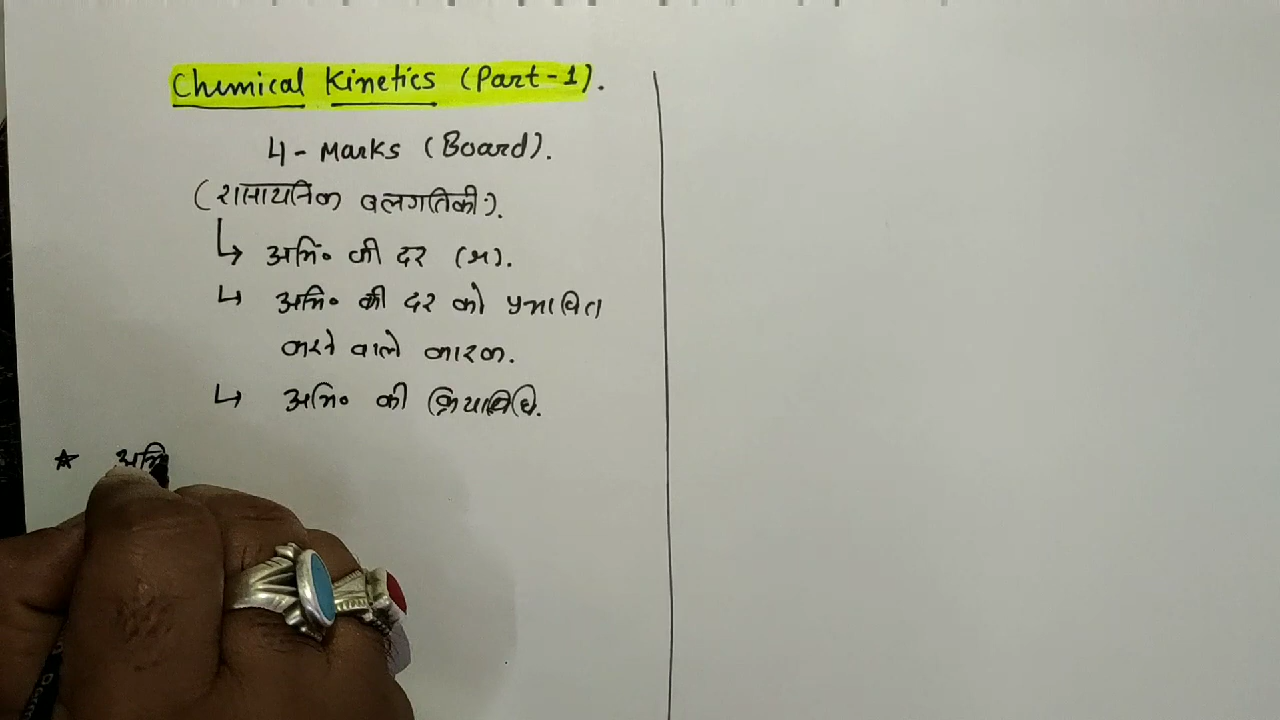 Chemical Kinetics (Part-1).
4- Marks (Board).
(रासायनिक बलगतिकी).
↳ अभि० की दर (r).
↳ अभि० की दर को प्रभावित
करने वाले कारक.
↳ अभि० की क्रियाविधि.
★ अभि